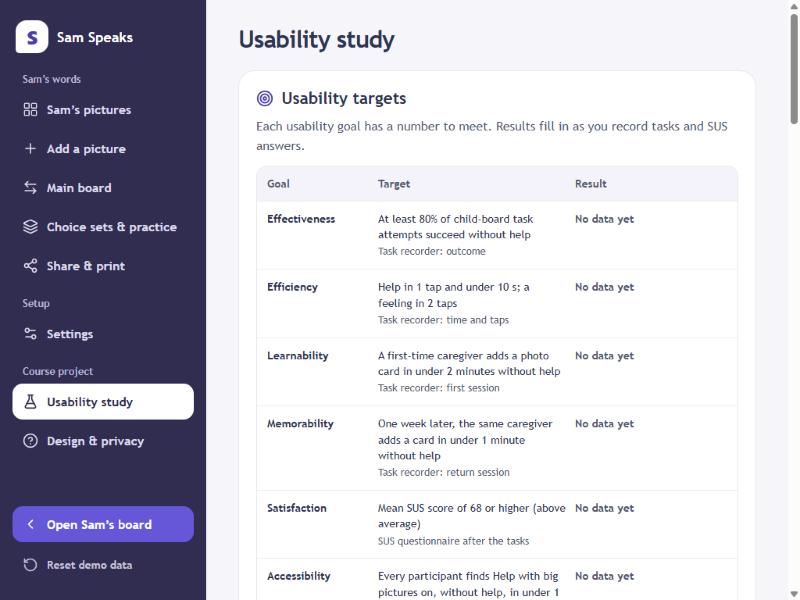 S Sam Speaks
Sam's words
Sam's pictures
Add a picture
Main board
Choice sets & practice
Share & print
Setup
Settings
Course project
Usability study
Design & privacy
Open Sam's board
Reset demo data
Usability study
Usability targets
Each usability goal has a number to meet. Results fill in as you record tasks and SUS
answers.
Goal Target Result
Effectiveness At least 80% of child-board task No data yet
attempts succeed without help
Task recorder: outcome
Efficiency Help in 1 tap and under 10 s; a No data yet
feeling in 2 taps
Task recorder: time and taps
Learnability A first-time caregiver adds a photo No data yet
card in under 2 minutes without help
Task recorder: first session
Memorability One week later, the same caregiver No data yet
adds a card in under 1 minute
without help
Task recorder: return session
Satisfaction Mean SUS score of 68 or higher (above No data yet
average)
SUS questionnaire after the tasks
Accessibility Every participant finds Help with big No data yet
pictures on, without help, in under 1